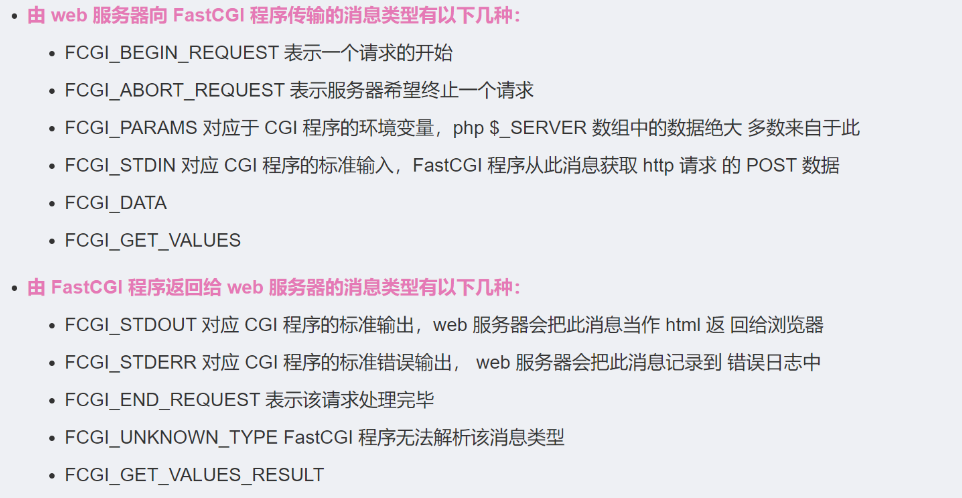 由 web 服务器向 FastCGI 程序传输的消息类型有以下几种：
FCGI_BEGIN_REQUEST 表示一个请求的开始
FCGI_ABORT_REQUEST 表示服务器希望终止一个请求
FCGI_PARAMS 对应于 CGI 程序的环境变量，php $_SERVER 数组中的数据绝大 多数来自于此
FCGI_STDIN 对应 CGI 程序的标准输入，FastCGI 程序从此消息获取 http 请求 的 POST 数据
FCGI_DATA
FCGI_GET_VALUES
由 FastCGI 程序返回给 web 服务器的消息类型有以下几种：
FCGI_STDOUT 对应 CGI 程序的标准输出，web 服务器会把此消息当作 html 返 回给浏览器
FCGI_STDERR 对应 CGI 程序的标准错误输出， web 服务器会把此消息记录到 错误日志中
FCGI_END_REQUEST 表示该请求处理完毕
FCGI_UNKNOWN_TYPE FastCGI 程序无法解析该消息类型
FCGI_GET_VALUES_RESULT